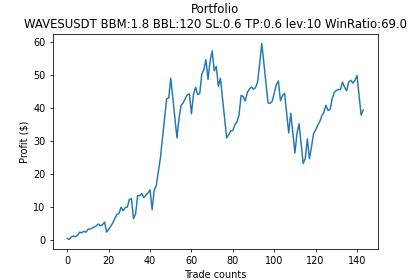 Portfolio
WAVESUSDT BBM:1.8 BBL:120 SL:0.6 TP:0.6 lev:10 WinRatio:69.0
60
50
40
30
20
10
0
Profit ($)
0 20 40 60 80 100 120 140
Trade counts